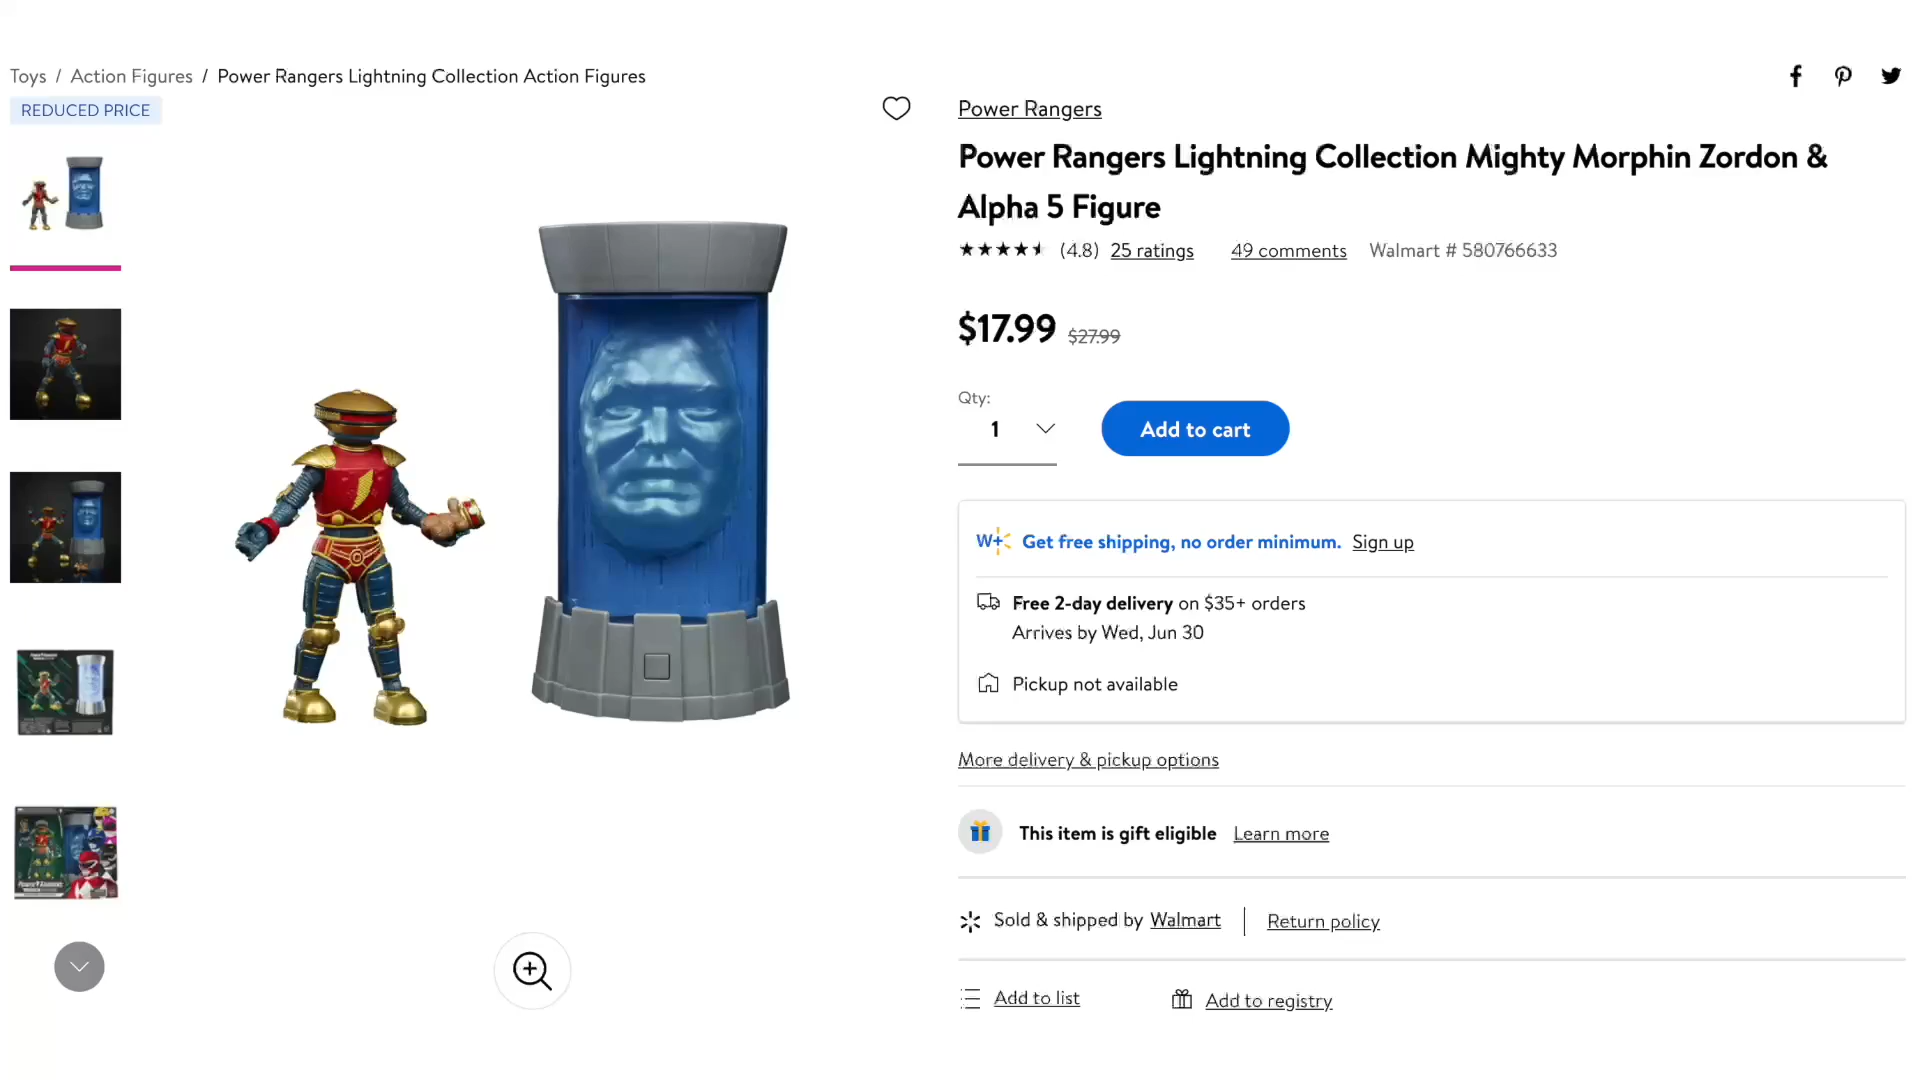 Toys / Action Figures / Power Rangers Lightning Collection Action Figures
REDUCED PRICE
Power Rangers
Power Rangers Lightning Collection Mighty Morphin Zordon &
Alpha 5 Figure
(4.8) 25 ratings 49 comments Walmart # 580766633
$17.99 $27.99
Qty:
1
Add to cart
W+ Get free shipping, no order minimum. Sign up
Free 2-day delivery on $35+ orders
Arrives by Wed, Jun 30
Pickup not available
More delivery & pickup options
This item is gift eligible Learn more
Sold & shipped by Walmart Return policy
Add to list Add to registry